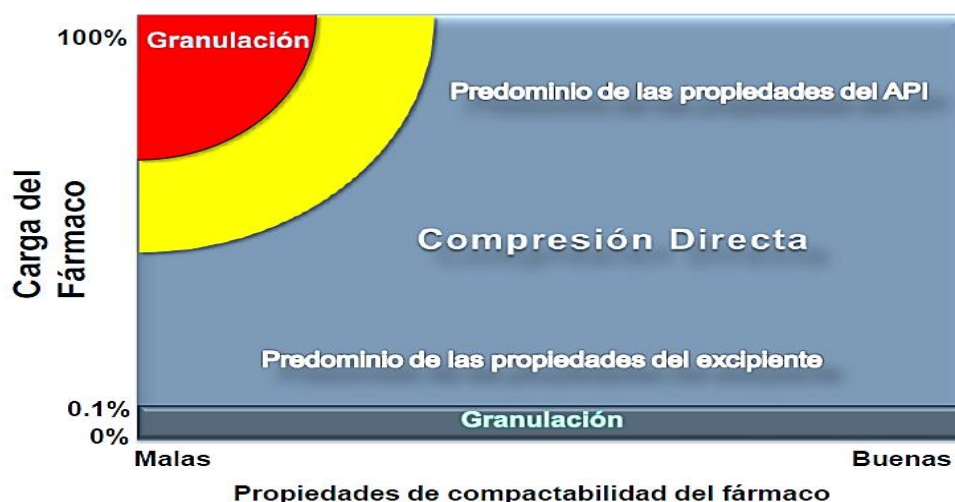 100%
Granulación
Predominio de las propiedades del API
Carga del
Fármaco
Compresión Directa
Predominio de las propiedades del excipiente
0.1%
Granulación
0%
Malas
Buenas
Propiedades de compactabilidad del fármaco